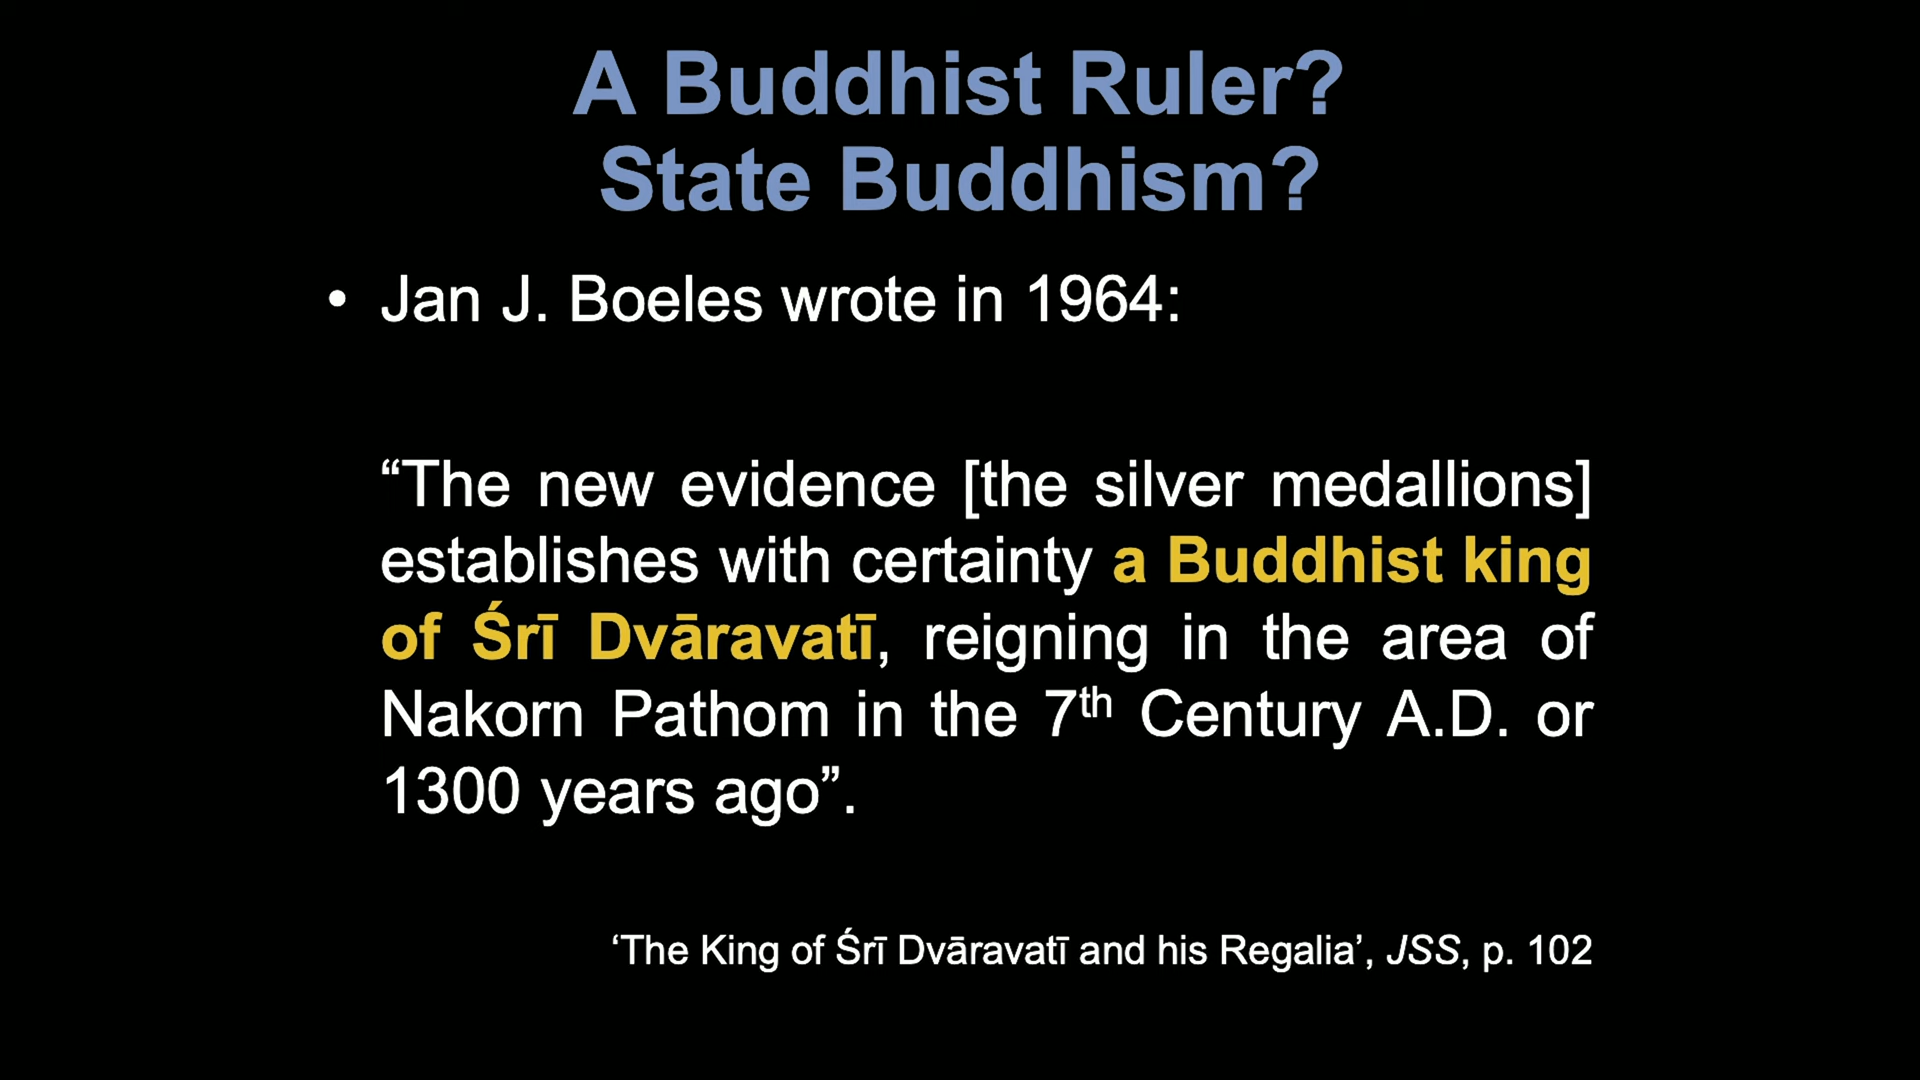 A Buddhist Ruler?
State Buddhism?
• Jan J. Boeles wrote in 1964:
“The new evidence [the silver medallions]
establishes with certainty a Buddhist king
of Śrī Dvāravatī, reigning in the area of
Nakorn Pathom in the 7th Century A.D. or
1300 years ago”.
‘The King of Śrī Dvāravatī and his Regalia’, JSS, p. 102